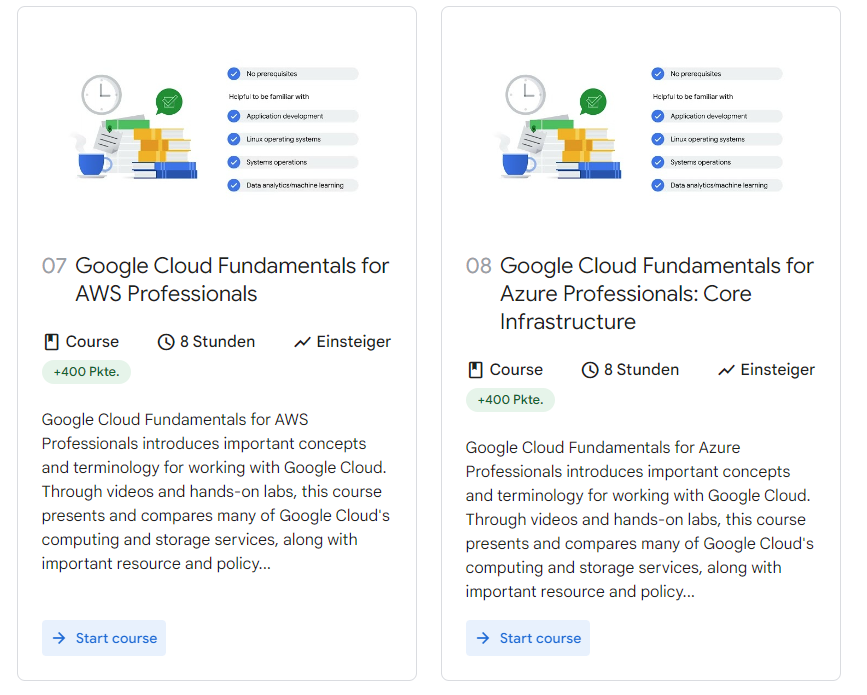 No prerequisites
Helpful to be familiar with
Application development
Linux operating systems
Systems operations
Data analytics/machine learning
07 Google Cloud Fundamentals for
AWS Professionals
Course 8 Stunden Einsteiger
+400 Pkte.
Google Cloud Fundamentals for AWS
Professionals introduces important concepts
and terminology for working with Google Cloud.
Through videos and hands-on labs, this course
presents and compares many of Google Cloud's
computing and storage services, along with
important resource and policy...
Start course
No prerequisites
Helpful to be familiar with
Application development
Linux operating systems
Systems operations
Data analytics/machine learning
08 Google Cloud Fundamentals for
Azure Professionals: Core
Infrastructure
Course 8 Stunden Einsteiger
+400 Pkte.
Google Cloud Fundamentals for Azure
Professionals introduces important concepts
and terminology for working with Google Cloud.
Through videos and hands-on labs, this course
presents and compares many of Google Cloud's
computing and storage services, along with
important resource and policy...
Start course